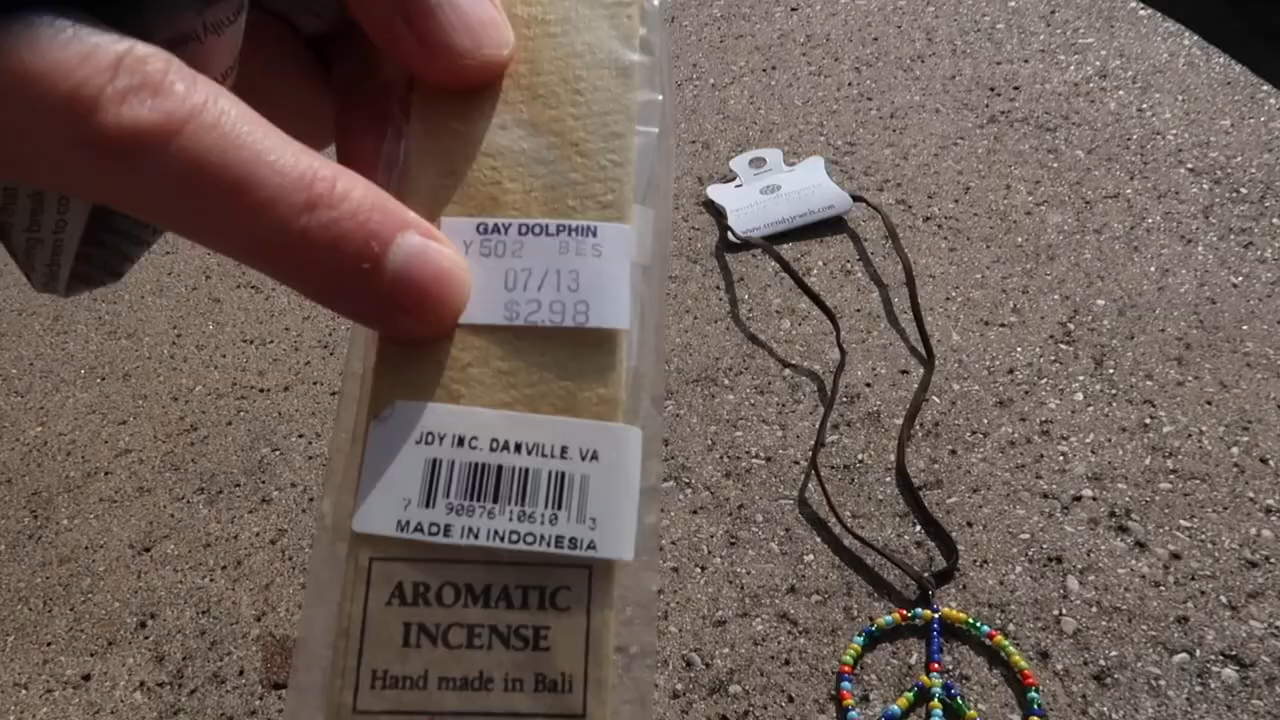 GAY DOLPHIN
Y502 BES
07/13
$2.98
JDY INC. DANVILLE. VA
7 90876 10610 3
MADE IN INDONESIA
AROMATIC
INCENSE
Hand made in Bali
www.trendyjewels.com